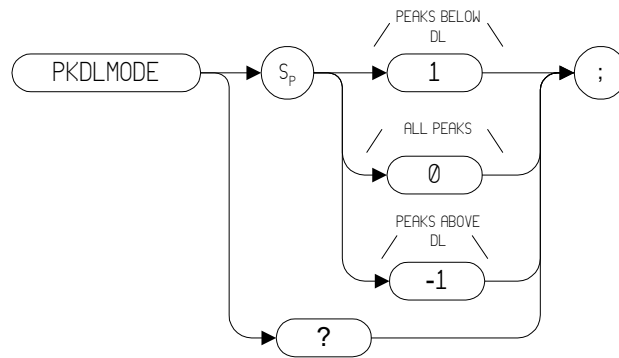 PEAKS BELOW
DL
PKDLMODE
SP
1
;
ALL PEAKS
0
PEAKS ABOVE
DL
-1
?